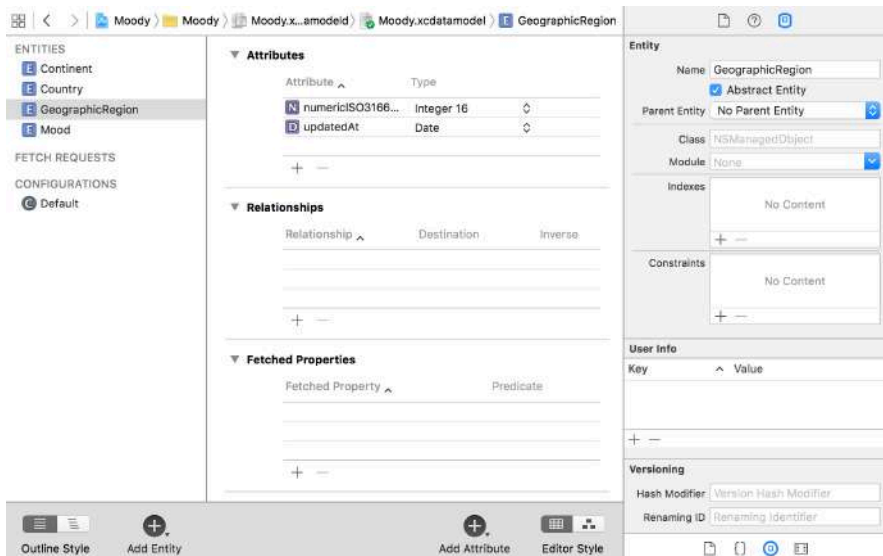 Moody
Moody
Moody.x...amodeld
Moody.xcdatamodel
E GeographicRegion
ENTITIES
E Continent
E Country
E GeographicRegion
E Mood
FETCH REQUESTS
CONFIGURATIONS
C Default
Attributes
Attribute Type
N numericISO3166... Integer 16
D updatedAt Date
+ −
Relationships
Relationship Destination Inverse
+ −
Fetched Properties
Fetched Property Predicate
+ −
Outline Style
Add Entity
Add Attribute
Editor Style
Entity
Name GeographicRegion
Abstract Entity
Parent Entity No Parent Entity
Class NSManagedObject
Module None
Indexes
No Content
+ −
Constraints
No Content
+ −
User Info
Key Value
+ −
Versioning
Hash Modifier Version Hash Modifier
Renaming ID Renaming Identifier